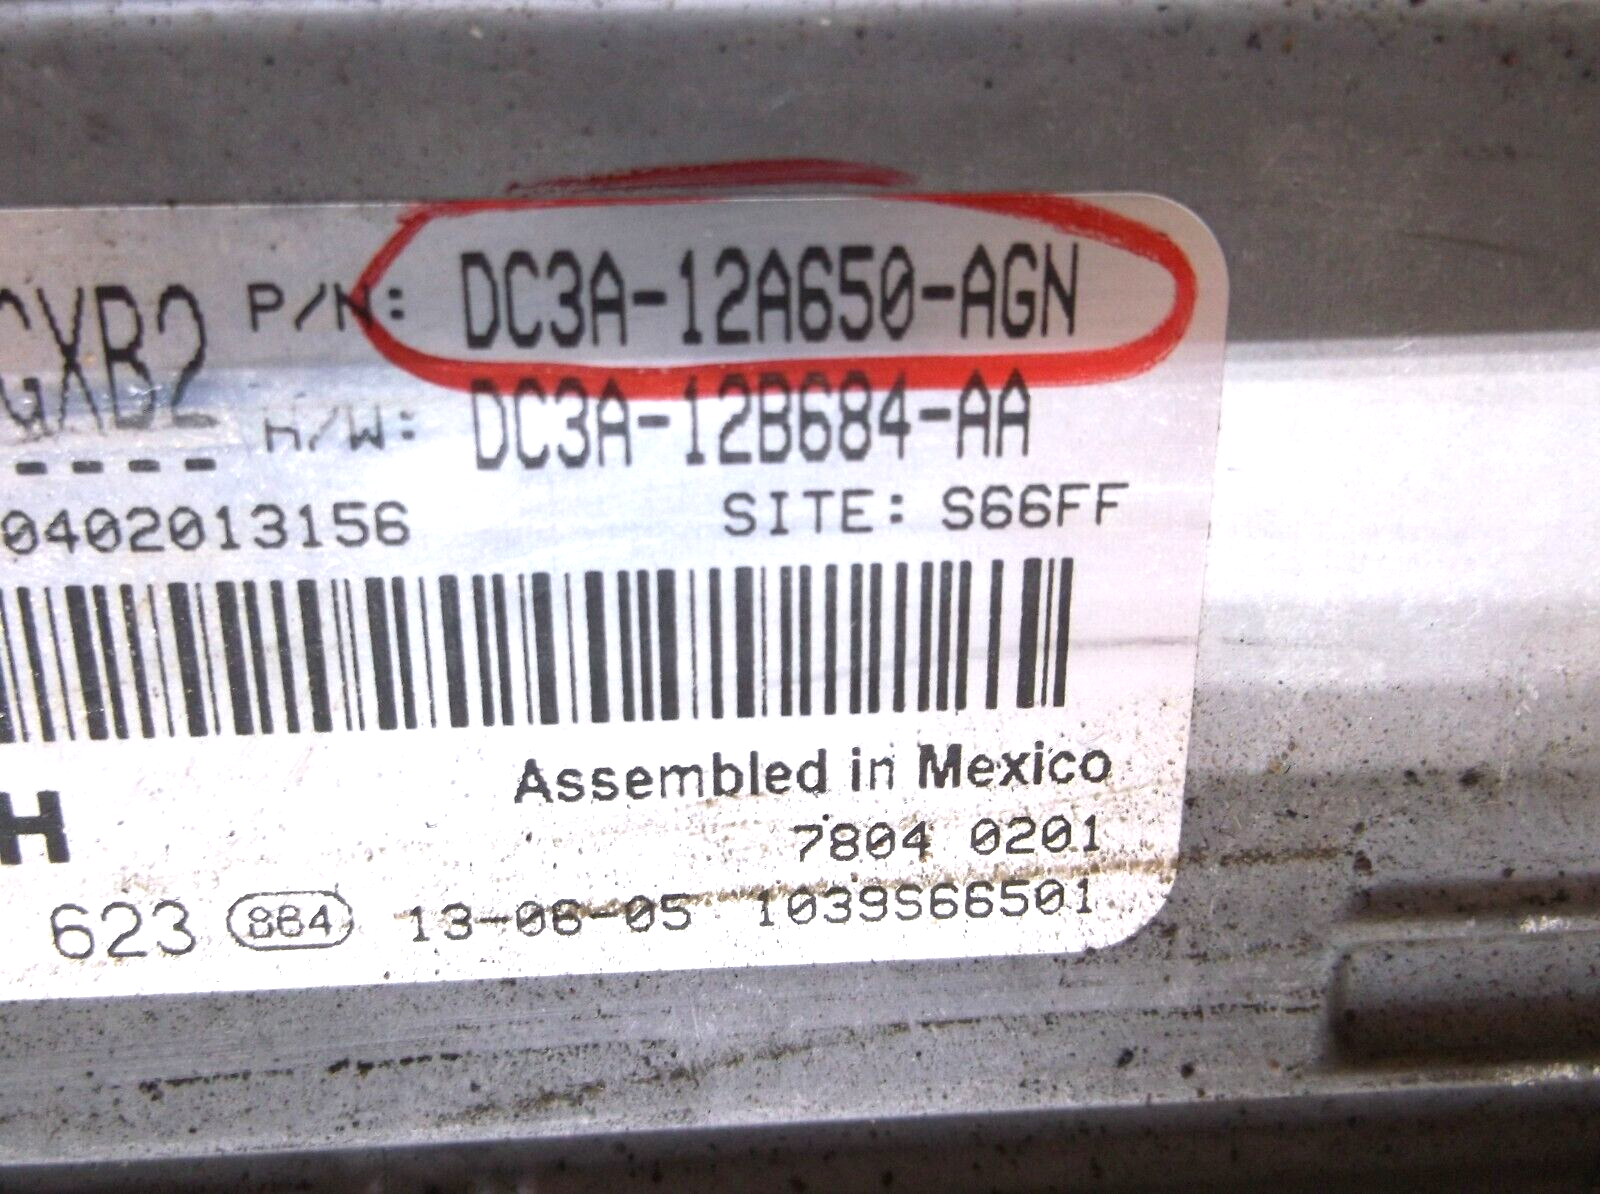 GXB2 P/N: DC3A-12A650-AGN
H/W: DC3A-12B684-AA
----
0402013156 SITE: S66FF
Assembled in Mexico
H
7804 0201
623 884 13-06-05 1039S66501